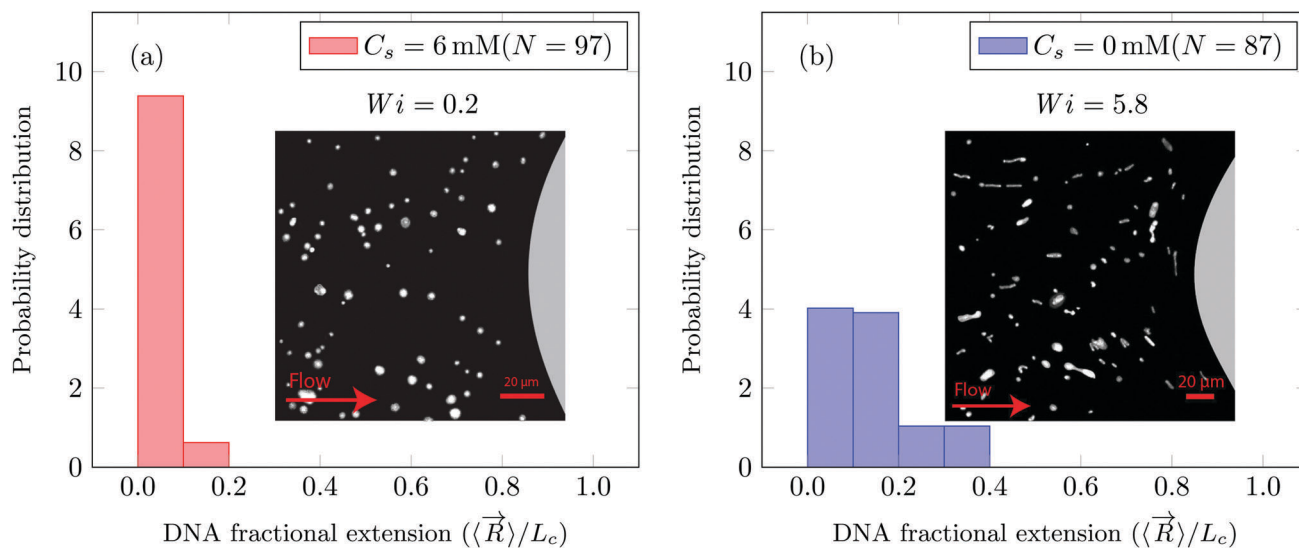 (a)
C_s = 6 mM(N = 97)
Wi = 0.2
Flow
20 μm
Probability distribution
10
8
6
4
2
0
0.0 0.2 0.4 0.6 0.8 1.0
DNA fractional extension (⟨R⃗⟩/L_c)
(b)
C_s = 0 mM(N = 87)
Wi = 5.8
Flow
20 μm
Probability distribution
10
8
6
4
2
0
0.0 0.2 0.4 0.6 0.8 1.0
DNA fractional extension (⟨R⃗⟩/L_c)